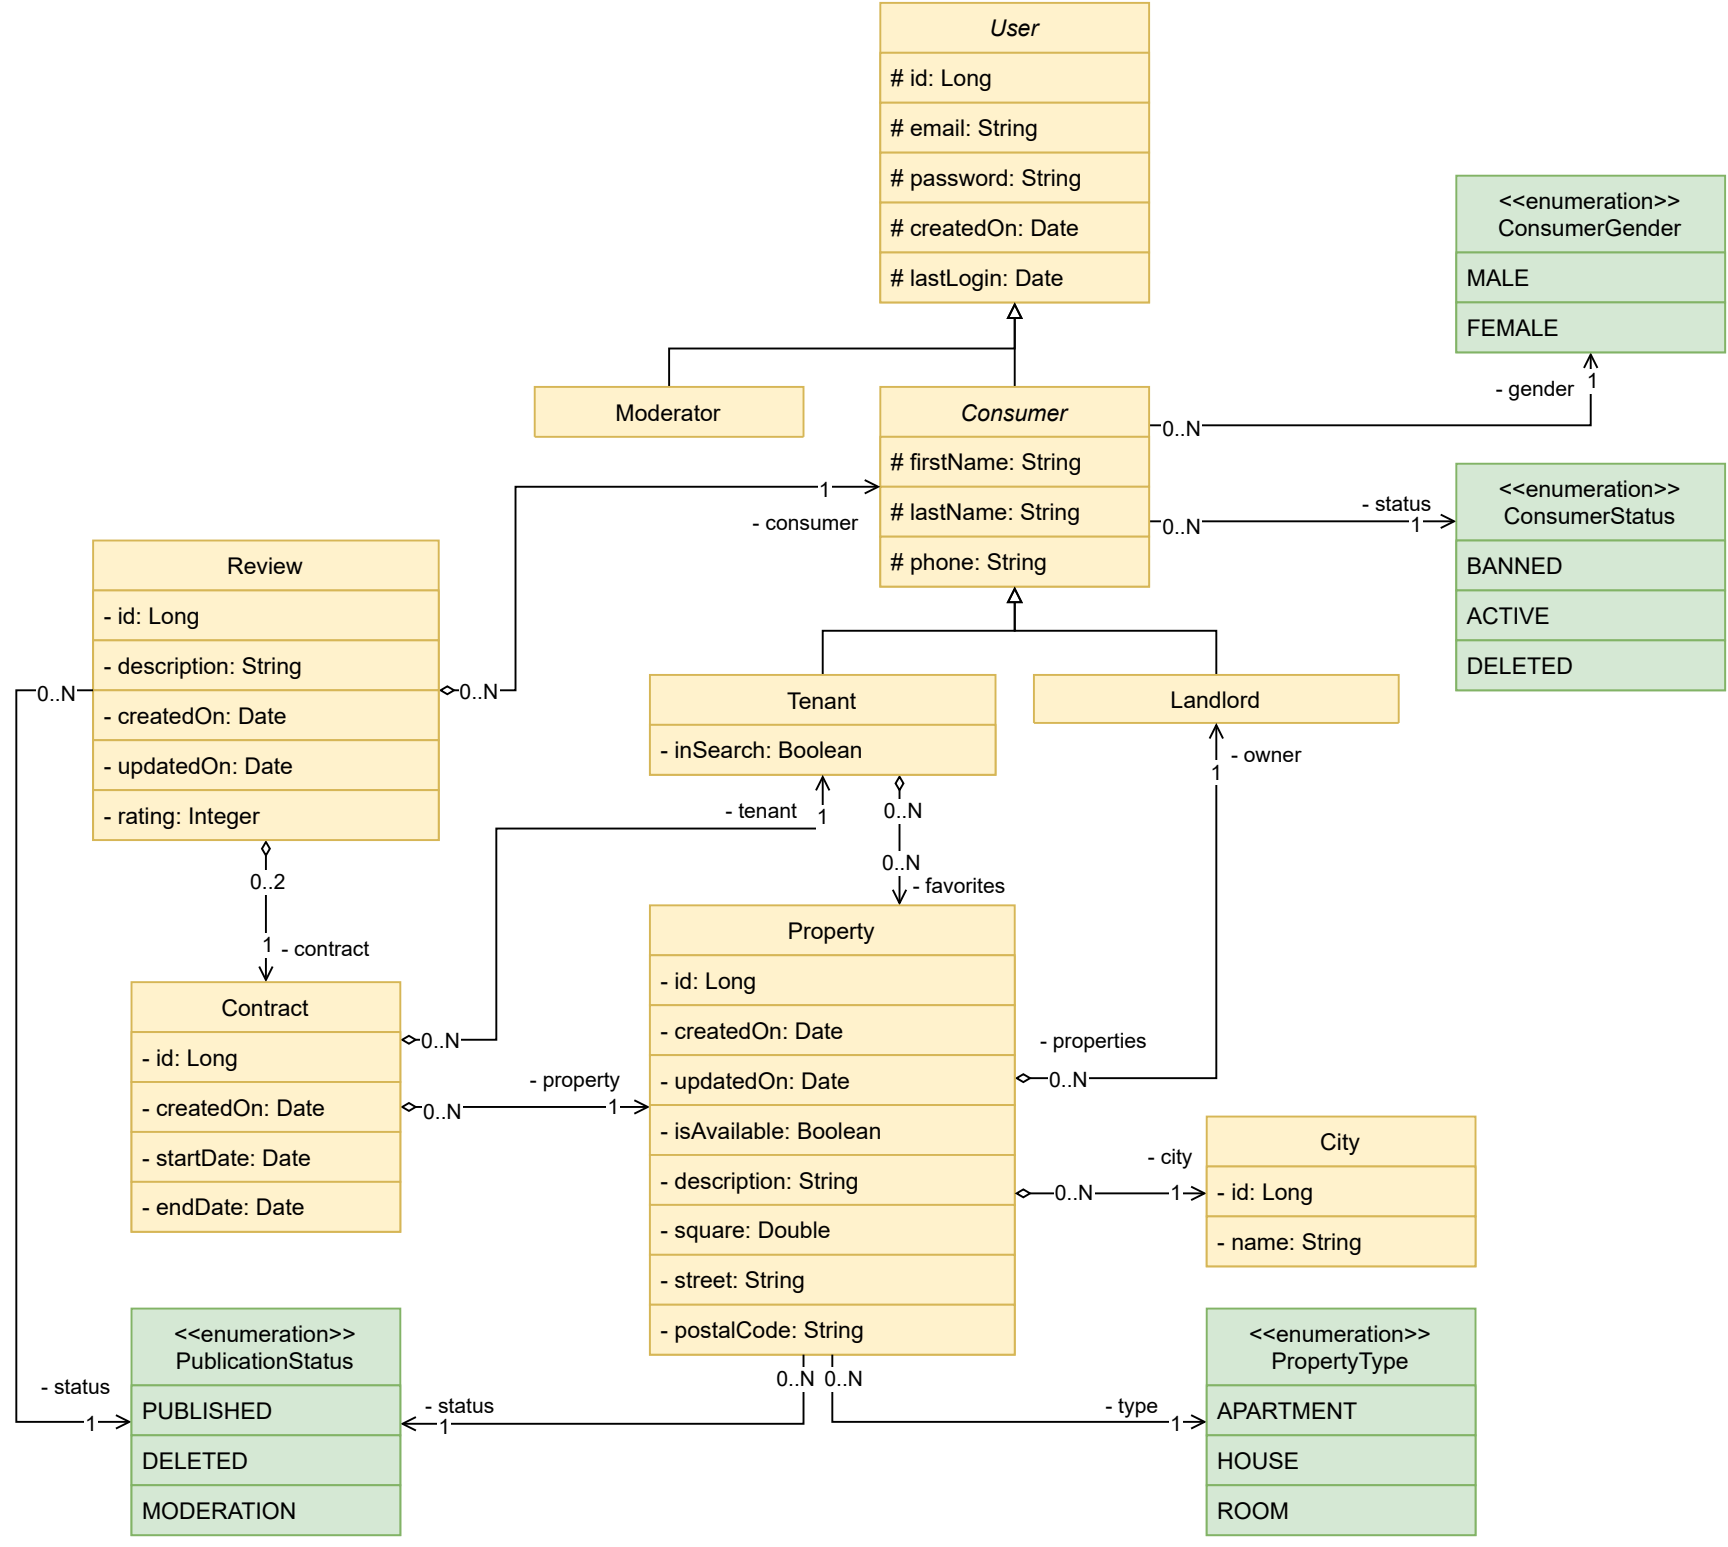 User
# id: Long
# email: String
# password: String
# createdOn: Date
# lastLogin: Date
<<enumeration>>
ConsumerGender
MALE
FEMALE
- gender
1
0..N
Moderator
Consumer
# firstName: String
# lastName: String
# phone: String
1
- consumer
0..N
- status
1
<<enumeration>>
ConsumerStatus
BANNED
ACTIVE
DELETED
Review
- id: Long
- description: String
- createdOn: Date
- updatedOn: Date
- rating: Integer
0..N
0..N
Tenant
- inSearch: Boolean
Landlord
- owner
1
- tenant
1
0..N
0..N
- favorites
0..2
1
- contract
Contract
- id: Long
- createdOn: Date
- startDate: Date
- endDate: Date
0..N
0..N
- property
1
Property
- id: Long
- createdOn: Date
- updatedOn: Date
- isAvailable: Boolean
- description: String
- square: Double
- street: String
- postalCode: String
- properties
0..N
- city
0..N
1
City
- id: Long
- name: String
<<enumeration>>
PublicationStatus
PUBLISHED
DELETED
MODERATION
- status
1
0..N
0..N
- status
1
- type
1
<<enumeration>>
PropertyType
APARTMENT
HOUSE
ROOM